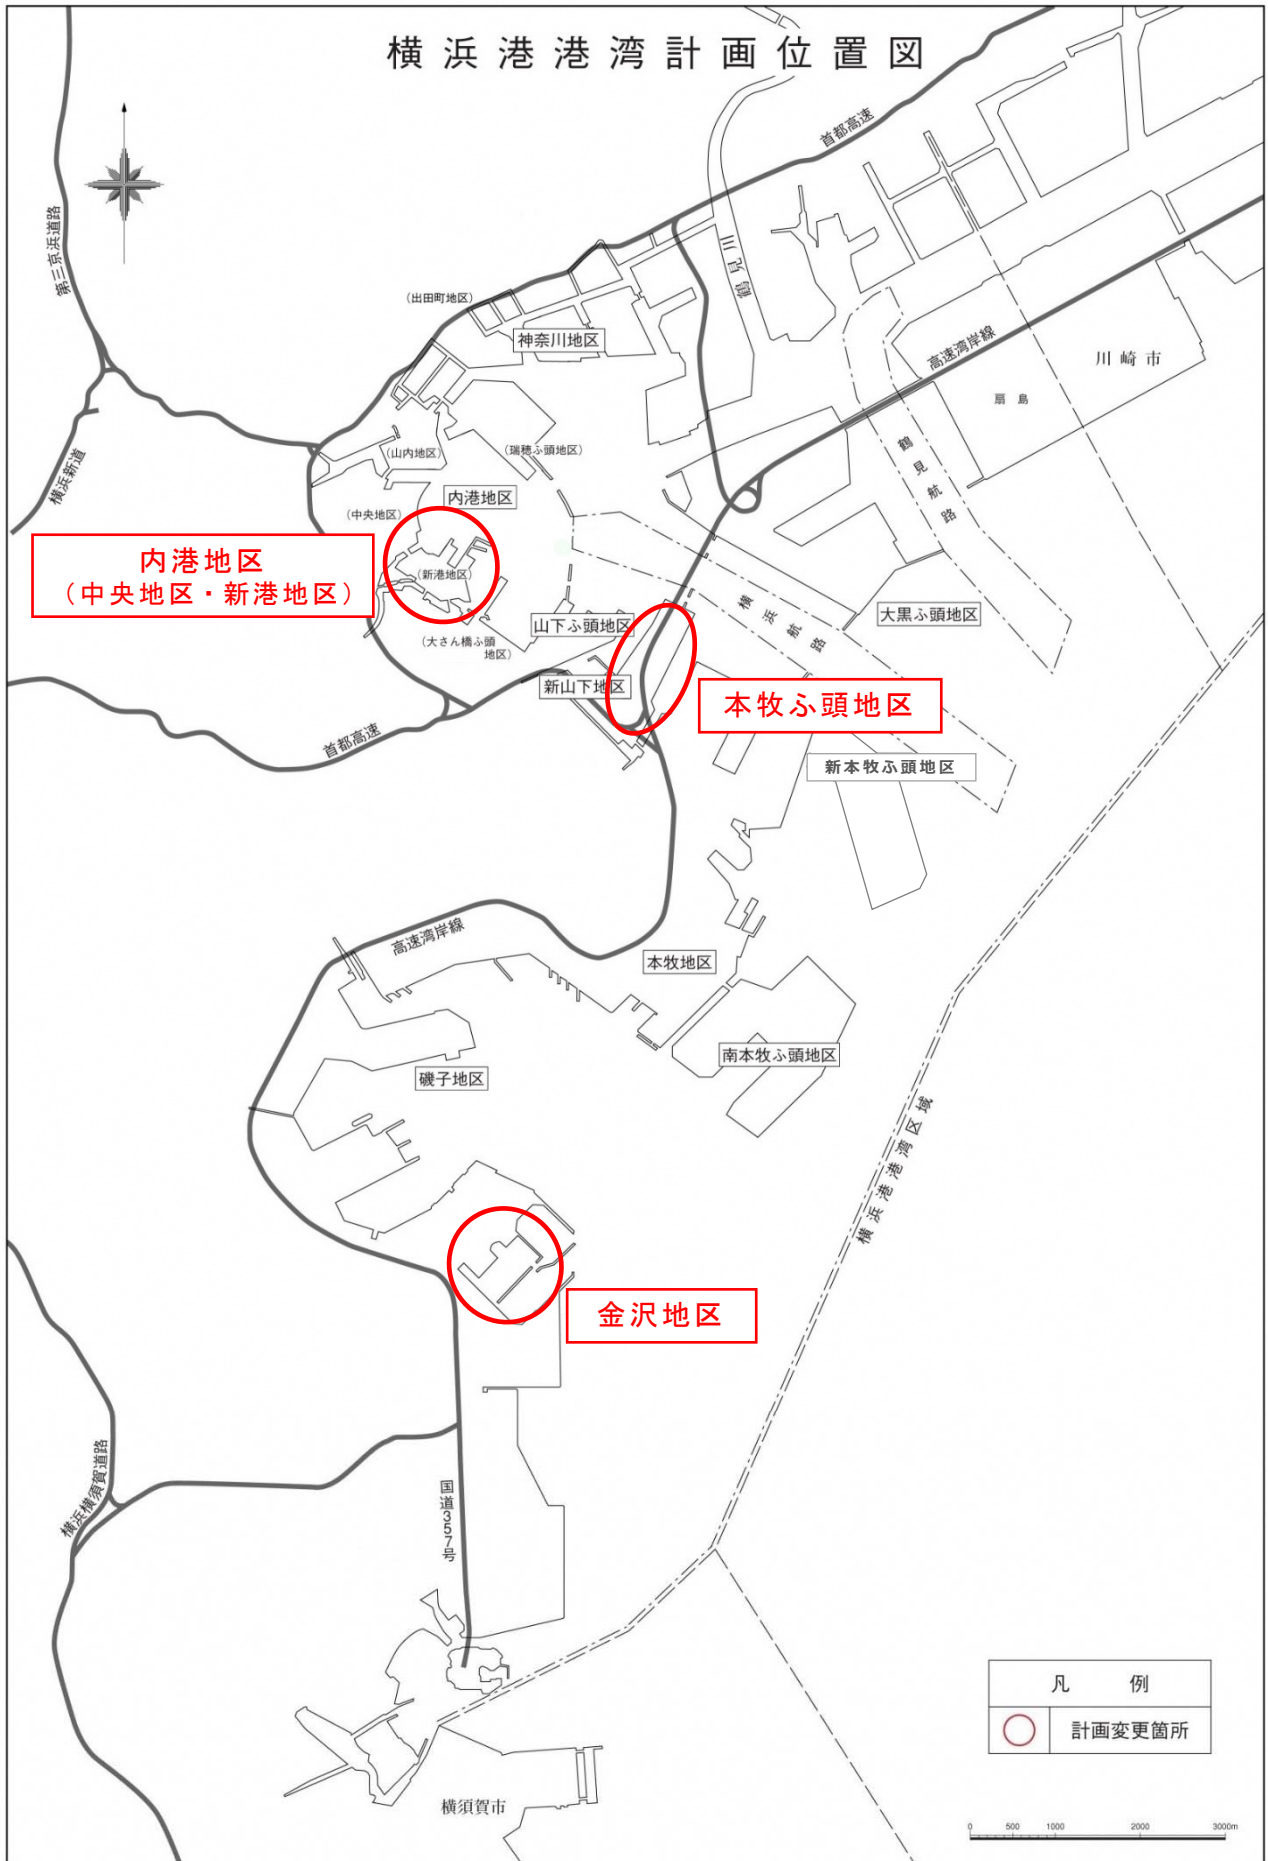 横浜港港湾計画位置図
首都高速
第三京浜道路
鶴見川
(出田町地区)
神奈川地区
高速湾岸線
川崎市
扇島
横浜新道
(山内地区)
(瑞穂ふ頭地区)
鶴見航路
内港地区
(中央地区)
内港地区
(中央地区・新港地区)
(新港地区)
横浜航路
大黒ふ頭地区
山下ふ頭地区
(大さん橋ふ頭
地区)
新山下地区
本牧ふ頭地区
首都高速
新本牧ふ頭地区
高速湾岸線
本牧地区
南本牧ふ頭地区
磯子地区
横浜港港湾区域
金沢地区
横浜横須賀道路
国道357号
凡例
計画変更箇所
横須賀市
0 500 1000 2000 3000m